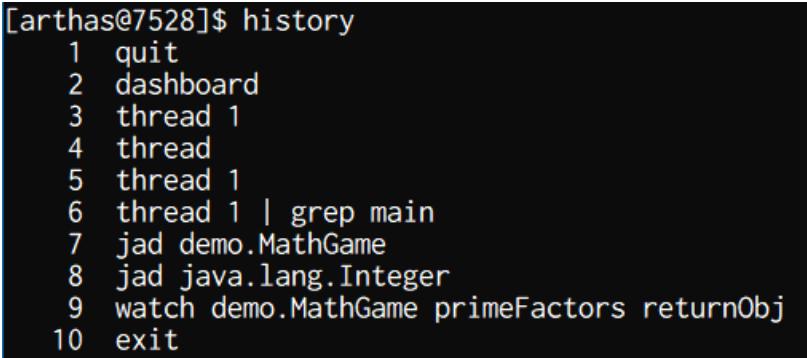 [arthas@7528]$ history
1 quit
2 dashboard
3 thread 1
4 thread
5 thread 1
6 thread 1 | grep main
7 jad demo.MathGame
8 jad java.lang.Integer
9 watch demo.MathGame primeFactors returnObj
10 exit